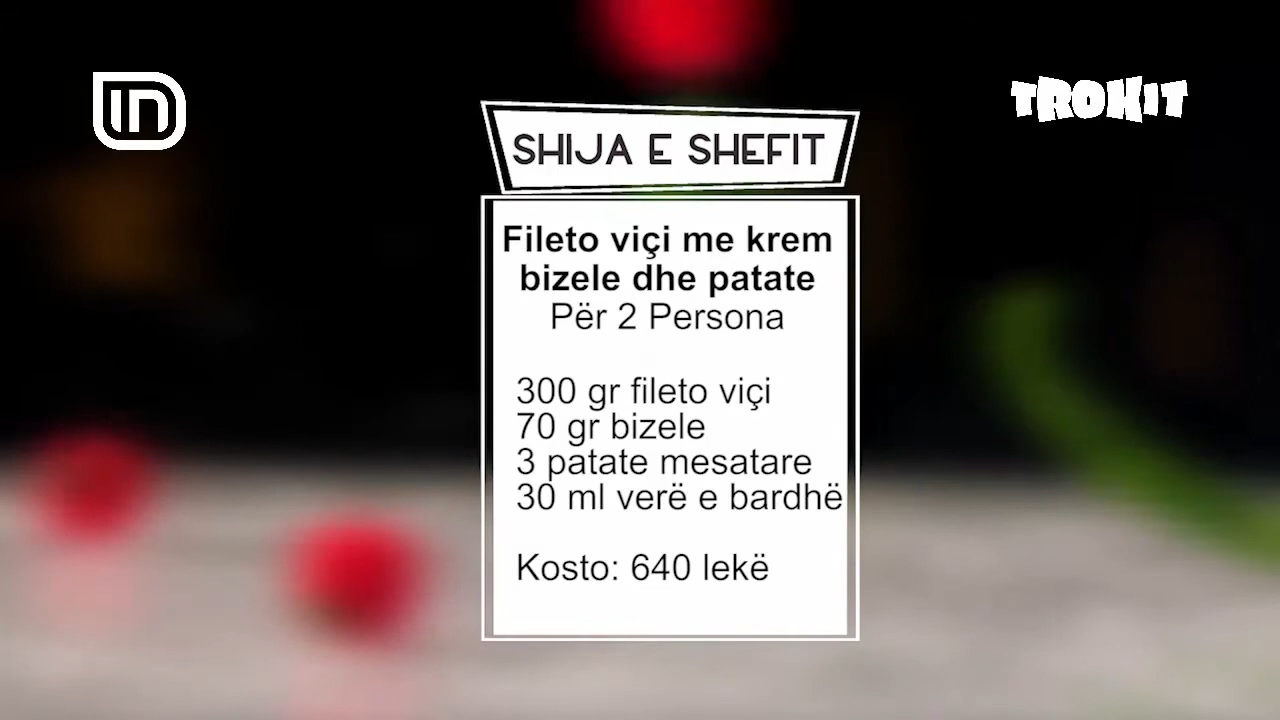 IN
TROKIT
SHIJA E SHEFIT
Fileto viçi me krem
bizele dhe patate
Për 2 Persona
300 gr fileto viçi
70 gr bizele
3 patate mesatare
30 ml verë e bardhë
Kosto: 640 lekë